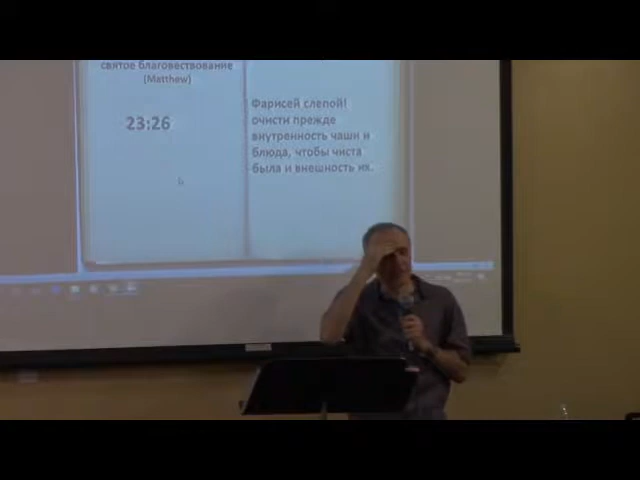 святое благовествование
[Matthew]
23:26
Фарисей слепой!
очисти прежде
внутренность чаши и
блюда, чтобы чиста
была и внешность их.